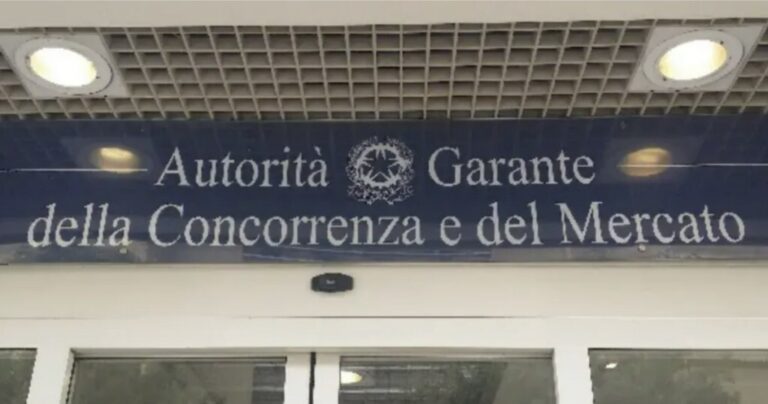 Autorità Garante
della Concorrenza e del Mercato